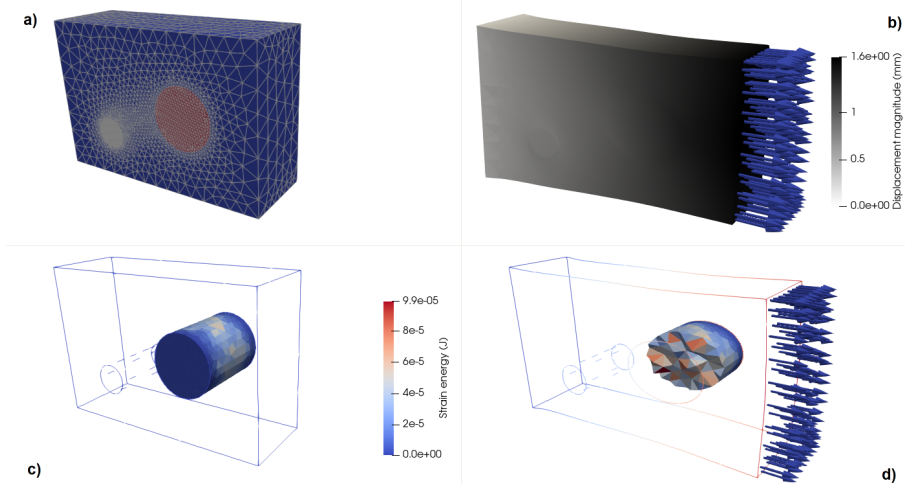 a)
b)
1.6e+00
1
0.5
0.0e+00
Displacement magnitude (mm)
c)
9.9e-05
8e-5
6e-5
4e-5
2e-5
0.0e+00
Strain energy (J)
d)